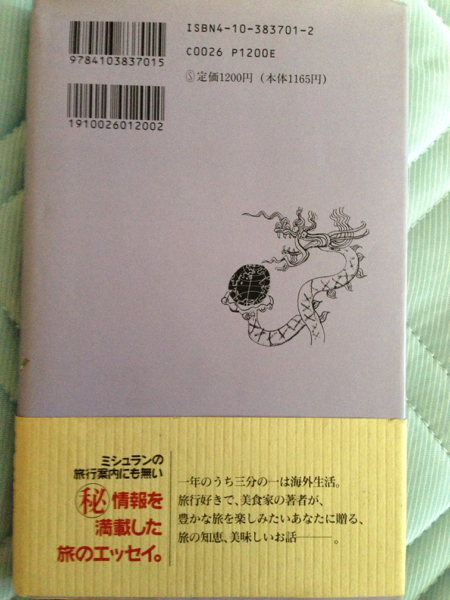 ISBN4-10-383701-2
C0026 P1200E
Ⓢ定価1200円（本体1165円）
9784103837015
1910026012002
ミシュランの
旅行案内にも無い
㊙情報を
満載した
旅のエッセイ。
一年のうち三分の一は海外生活。
旅行好きで、美食家の著者が、
豊かな旅を楽しみたいあなたに贈る、
旅の知恵、美味しいお話―――。